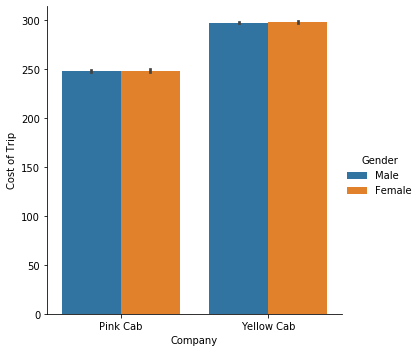 300
250
200
150
100
50
0
Cost of Trip
Pink Cab Yellow Cab
Company
Gender
Male
Female